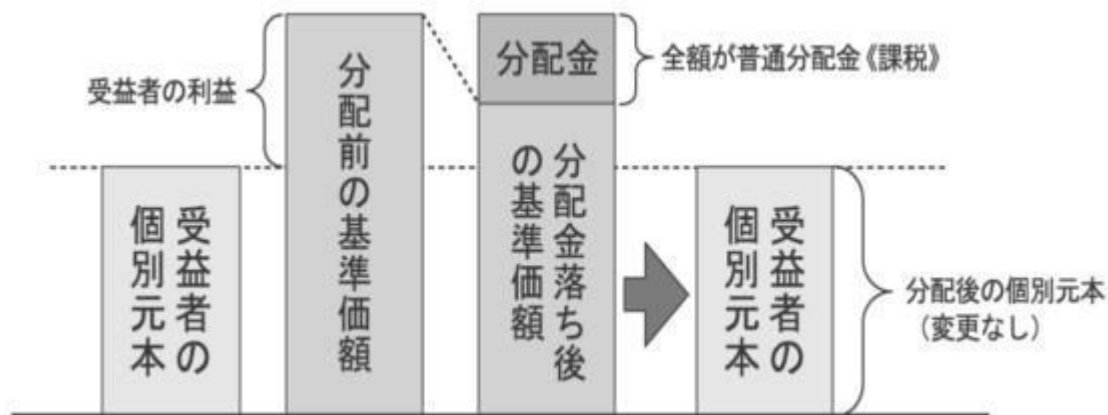 受益者の利益
受益者の
個別元本
分配前の基準価額
分配金
分配金落ち後
の基準価額
全額が普通分配金《課税》
受益者の
個別元本
分配後の個別元本
（変更なし）